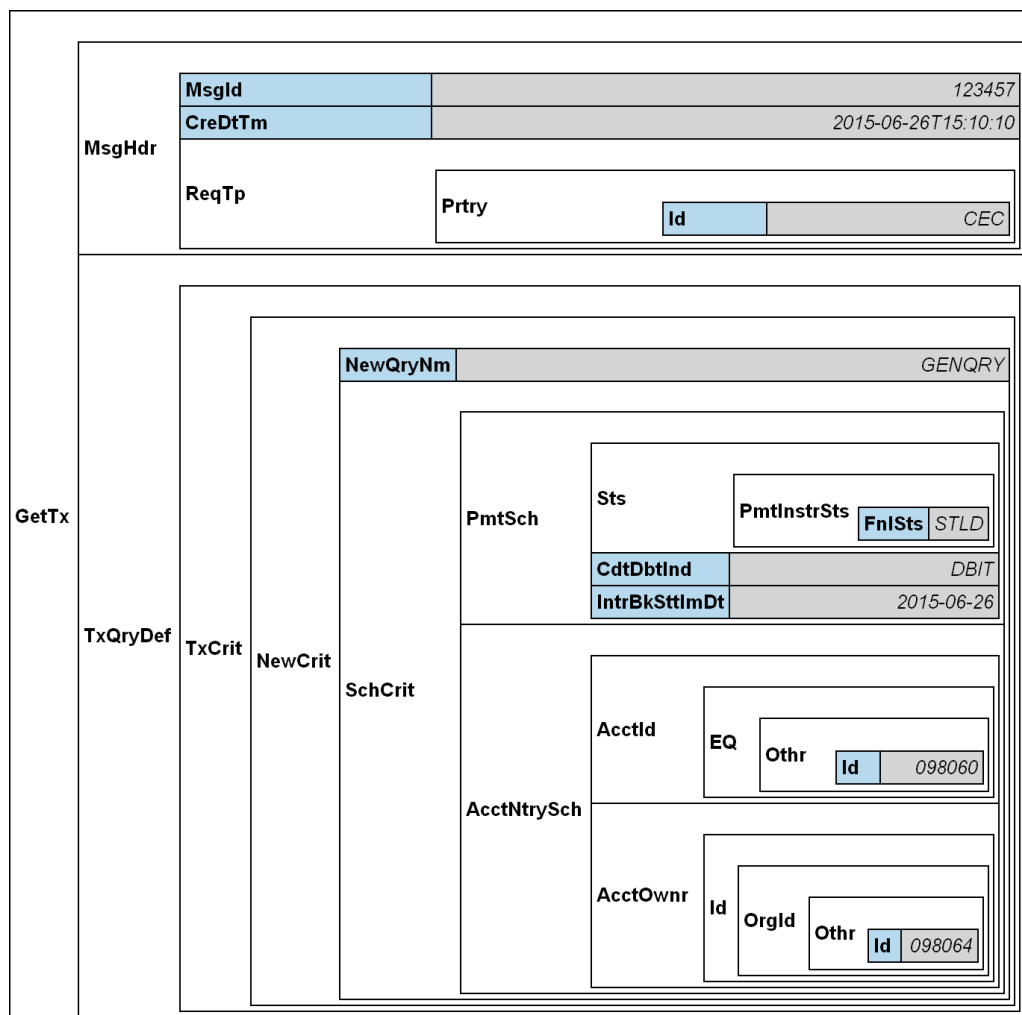 GetTx
MsgHdr
MsgId 123457
CreDtTm 2015-06-26T15:10:10
ReqTp
Prtry
Id CEC
TxQryDef
TxCrit
NewCrit
NewQryNm GENQRY
SchCrit
PmtSch
Sts
PmtInstrSts
FnlSts STLD
CdtDbtInd DBIT
IntrBkSttlmDt 2015-06-26
AcctNtrySch
AcctId
EQ
Othr
Id 098060
AcctOwnr
Id
OrgId
Othr
Id 098064